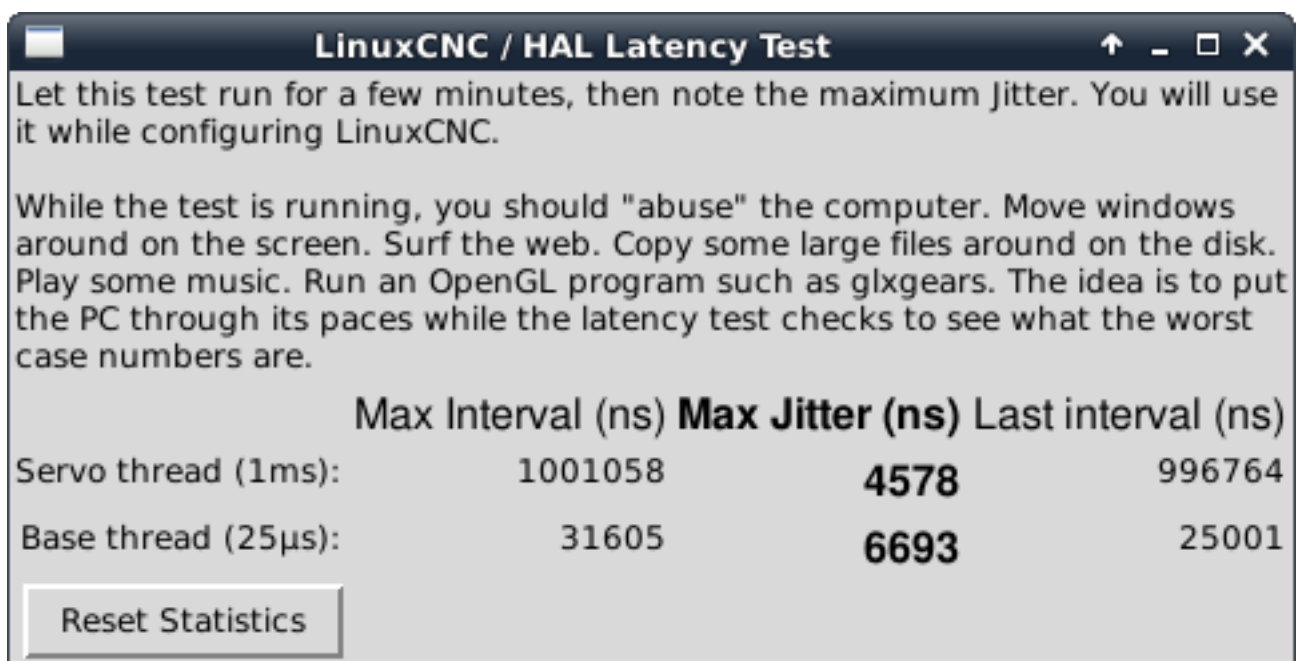 LinuxCNC / HAL Latency Test
Let this test run for a few minutes, then note the maximum Jitter. You will use
it while configuring LinuxCNC.
While the test is running, you should "abuse" the computer. Move windows
around on the screen. Surf the web. Copy some large files around on the disk.
Play some music. Run an OpenGL program such as glxgears. The idea is to put
the PC through its paces while the latency test checks to see what the worst
case numbers are.
Max Interval (ns) Max Jitter (ns) Last interval (ns)
Servo thread (1ms): 1001058 4578 996764
Base thread (25µs): 31605 6693 25001
Reset Statistics